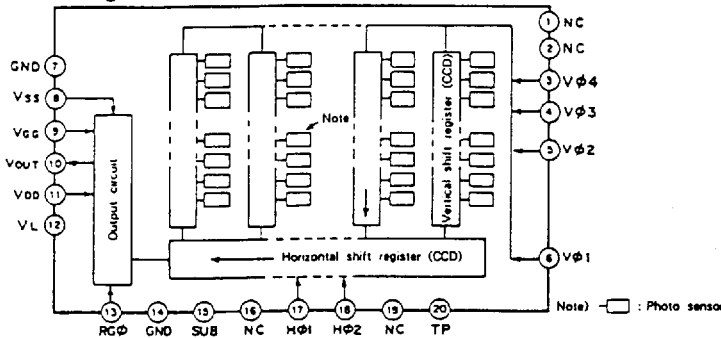 1 NC
2 NC
3 VΦ4
4 VΦ3
5 VΦ2
6 VΦ1
GND 7
VSS 8
VGG 9
VOUT 10
VDD 11
VL 12
Output circuit
Note
Vertical shift register (CCD)
Horizontal shift register (CCD)
13 14 15 16 17 18 19 20
RGΦ GND SUB NC HΦ1 HΦ2 NC TP
Note) : Photo sensor